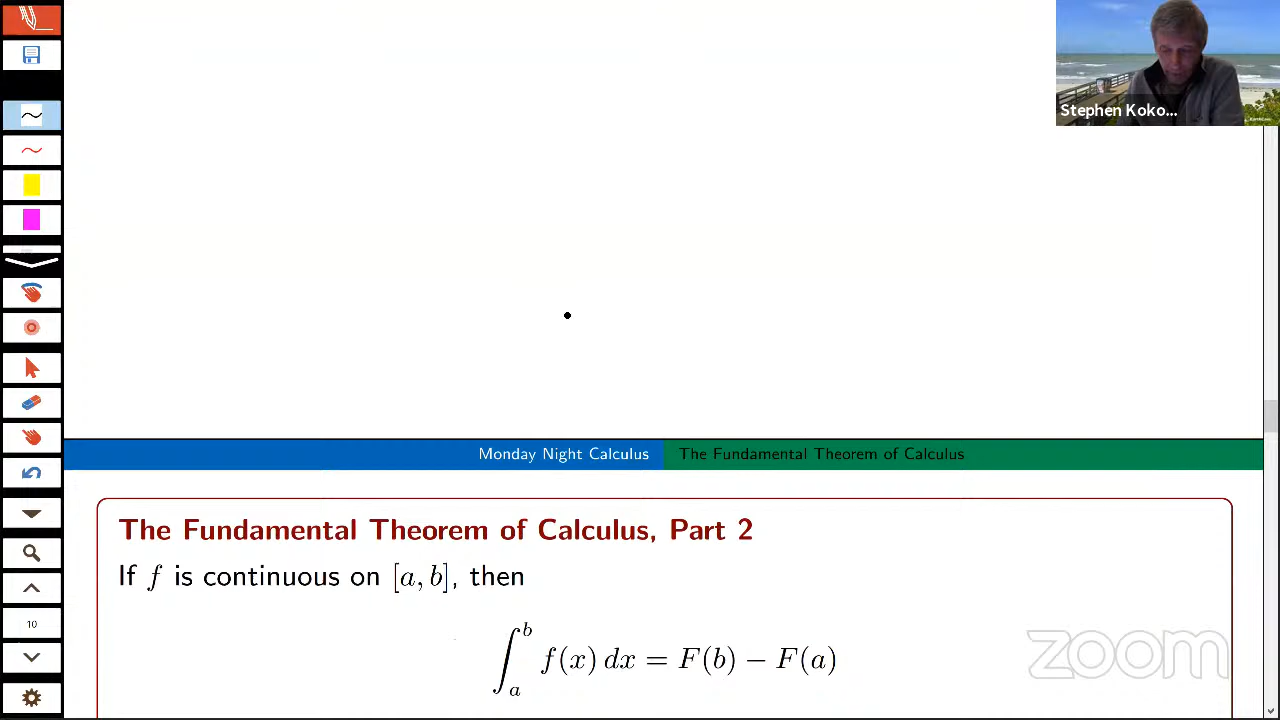 Stephen Koko...
Monday Night Calculus The Fundamental Theorem of Calculus
The Fundamental Theorem of Calculus, Part 2
If f is continuous on [a, b], then
∫_a^b f(x) dx = F(b) − F(a)
10
zoom